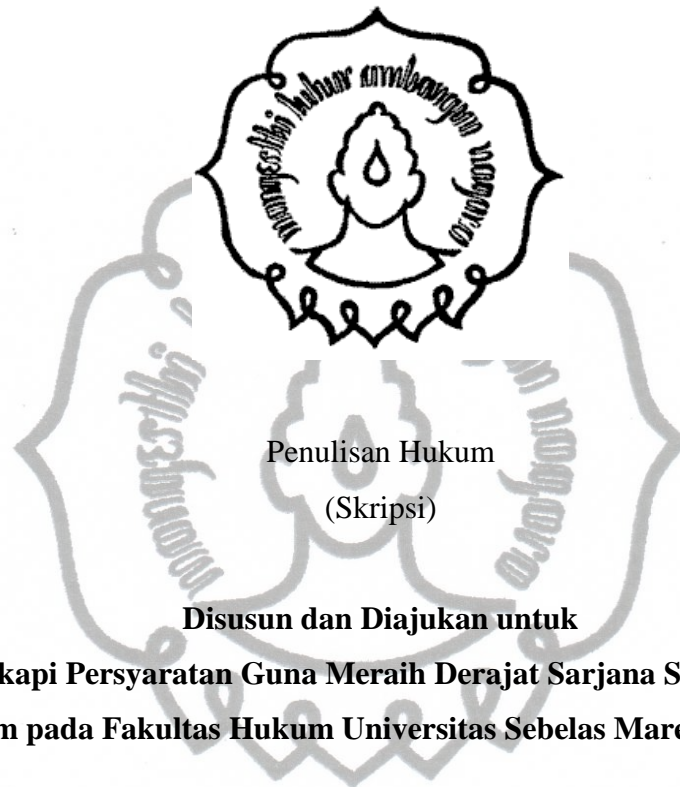 mangesthi luhur ambangun nagara
Penulisan Hukum
(Skripsi)
Disusun dan Diajukan untuk
kapi Persyaratan Guna Meraih Derajat Sarjana S
m pada Fakultas Hukum Universitas Sebelas Mare